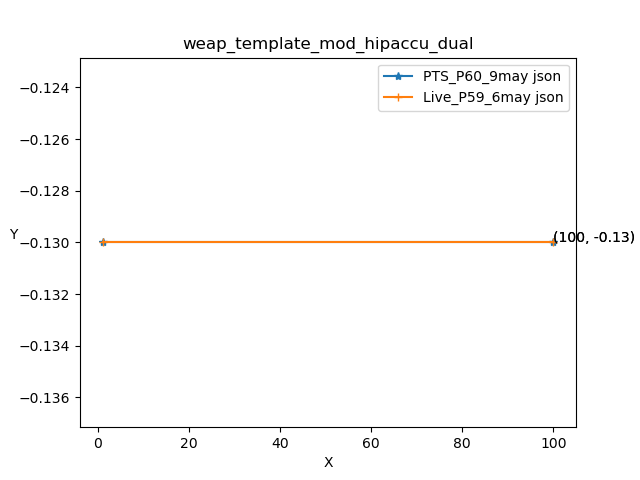 weap_template_mod_hipaccu_dual
PTS_P60_9may json
Live_P59_6may json
−0.124
−0.126
−0.128
Y
−0.130
(100, -0.13)
−0.132
−0.134
−0.136
0
20
40
60
80
100
X